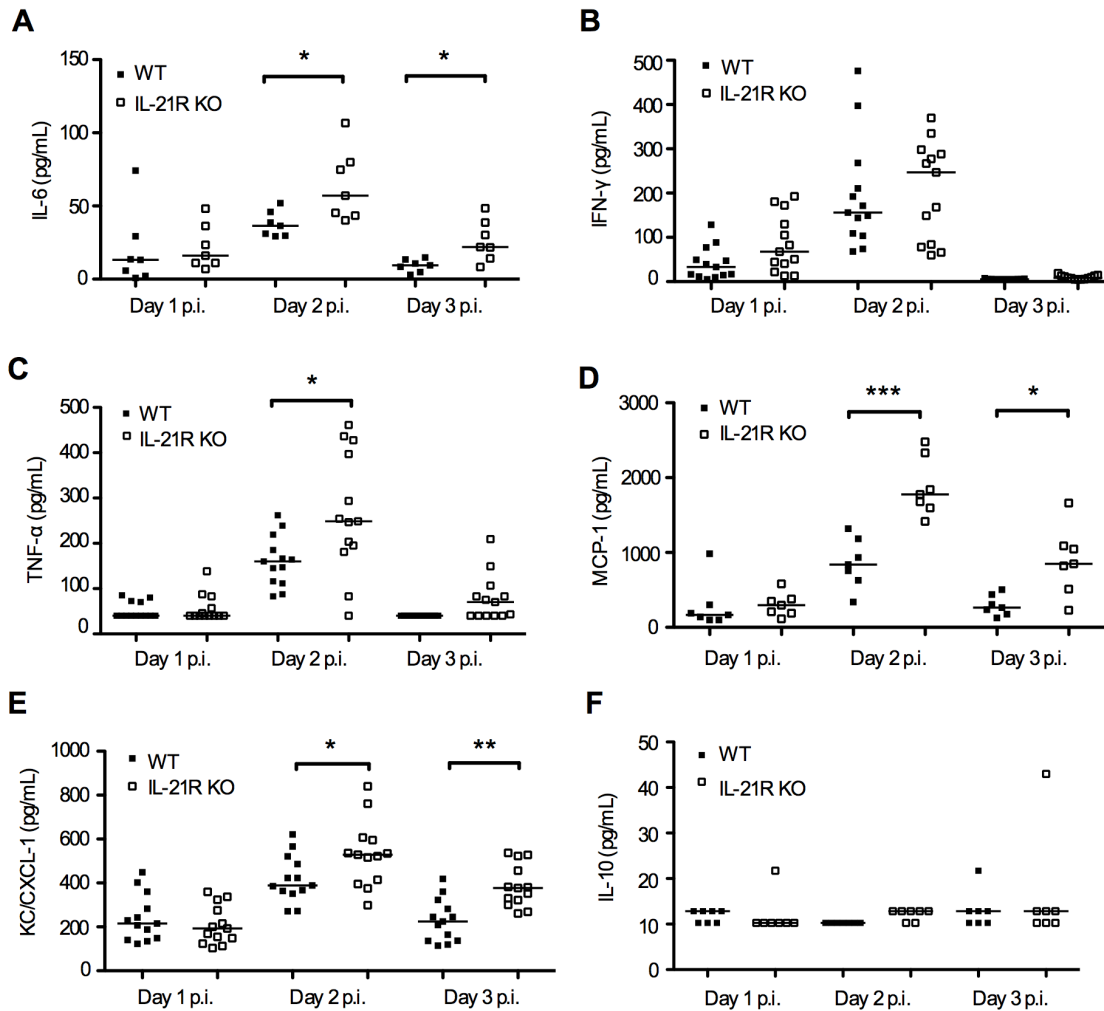 A
IL-6 (pg/mL)
150
100
50
0
WT
IL-21R KO
*
*
Day 1 p.i.
Day 2 p.i.
Day 3 p.i.
B
IFN-γ (pg/mL)
500
400
300
200
100
0
WT
IL-21R KO
Day 1 p.i.
Day 2 p.i.
Day 3 p.i.
C
TNF-α (pg/mL)
500
400
300
200
100
0
WT
IL-21R KO
*
Day 1 p.i.
Day 2 p.i.
Day 3 p.i.
D
MCP-1 (pg/mL)
3000
2000
1000
0
WT
IL-21R KO
***
*
Day 1 p.i.
Day 2 p.i.
Day 3 p.i.
E
KC/CXCL-1 (pg/mL)
1000
800
600
400
200
0
WT
IL-21R KO
*
**
Day 1 p.i.
Day 2 p.i.
Day 3 p.i.
F
IL-10 (pg/mL)
50
40
30
20
10
0
WT
IL-21R KO
Day 1 p.i.
Day 2 p.i.
Day 3 p.i.